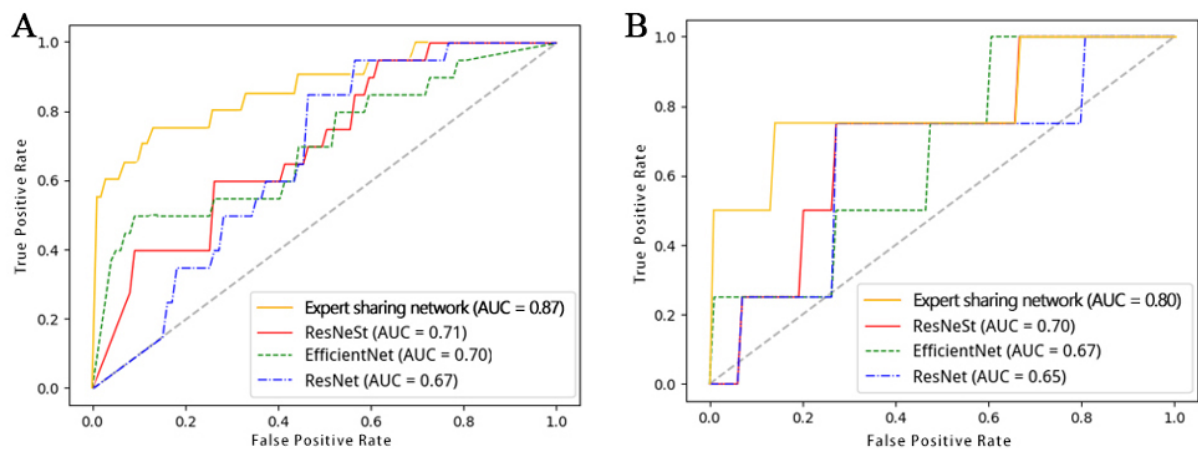 A
1.0
0.8
0.6
0.4
0.2
0.0
True Positive Rate
0.0 0.2 0.4 0.6 0.8 1.0
False Positive Rate
Expert sharing network (AUC = 0.87)
ResNeSt (AUC = 0.71)
EfficientNet (AUC = 0.70)
ResNet (AUC = 0.67)
B
1.0
0.8
0.6
0.4
0.2
0.0
True Positive Rate
0.0 0.2 0.4 0.6 0.8 1.0
False Positive Rate
Expert sharing network (AUC = 0.80)
ResNeSt (AUC = 0.70)
EfficientNet (AUC = 0.67)
ResNet (AUC = 0.65)